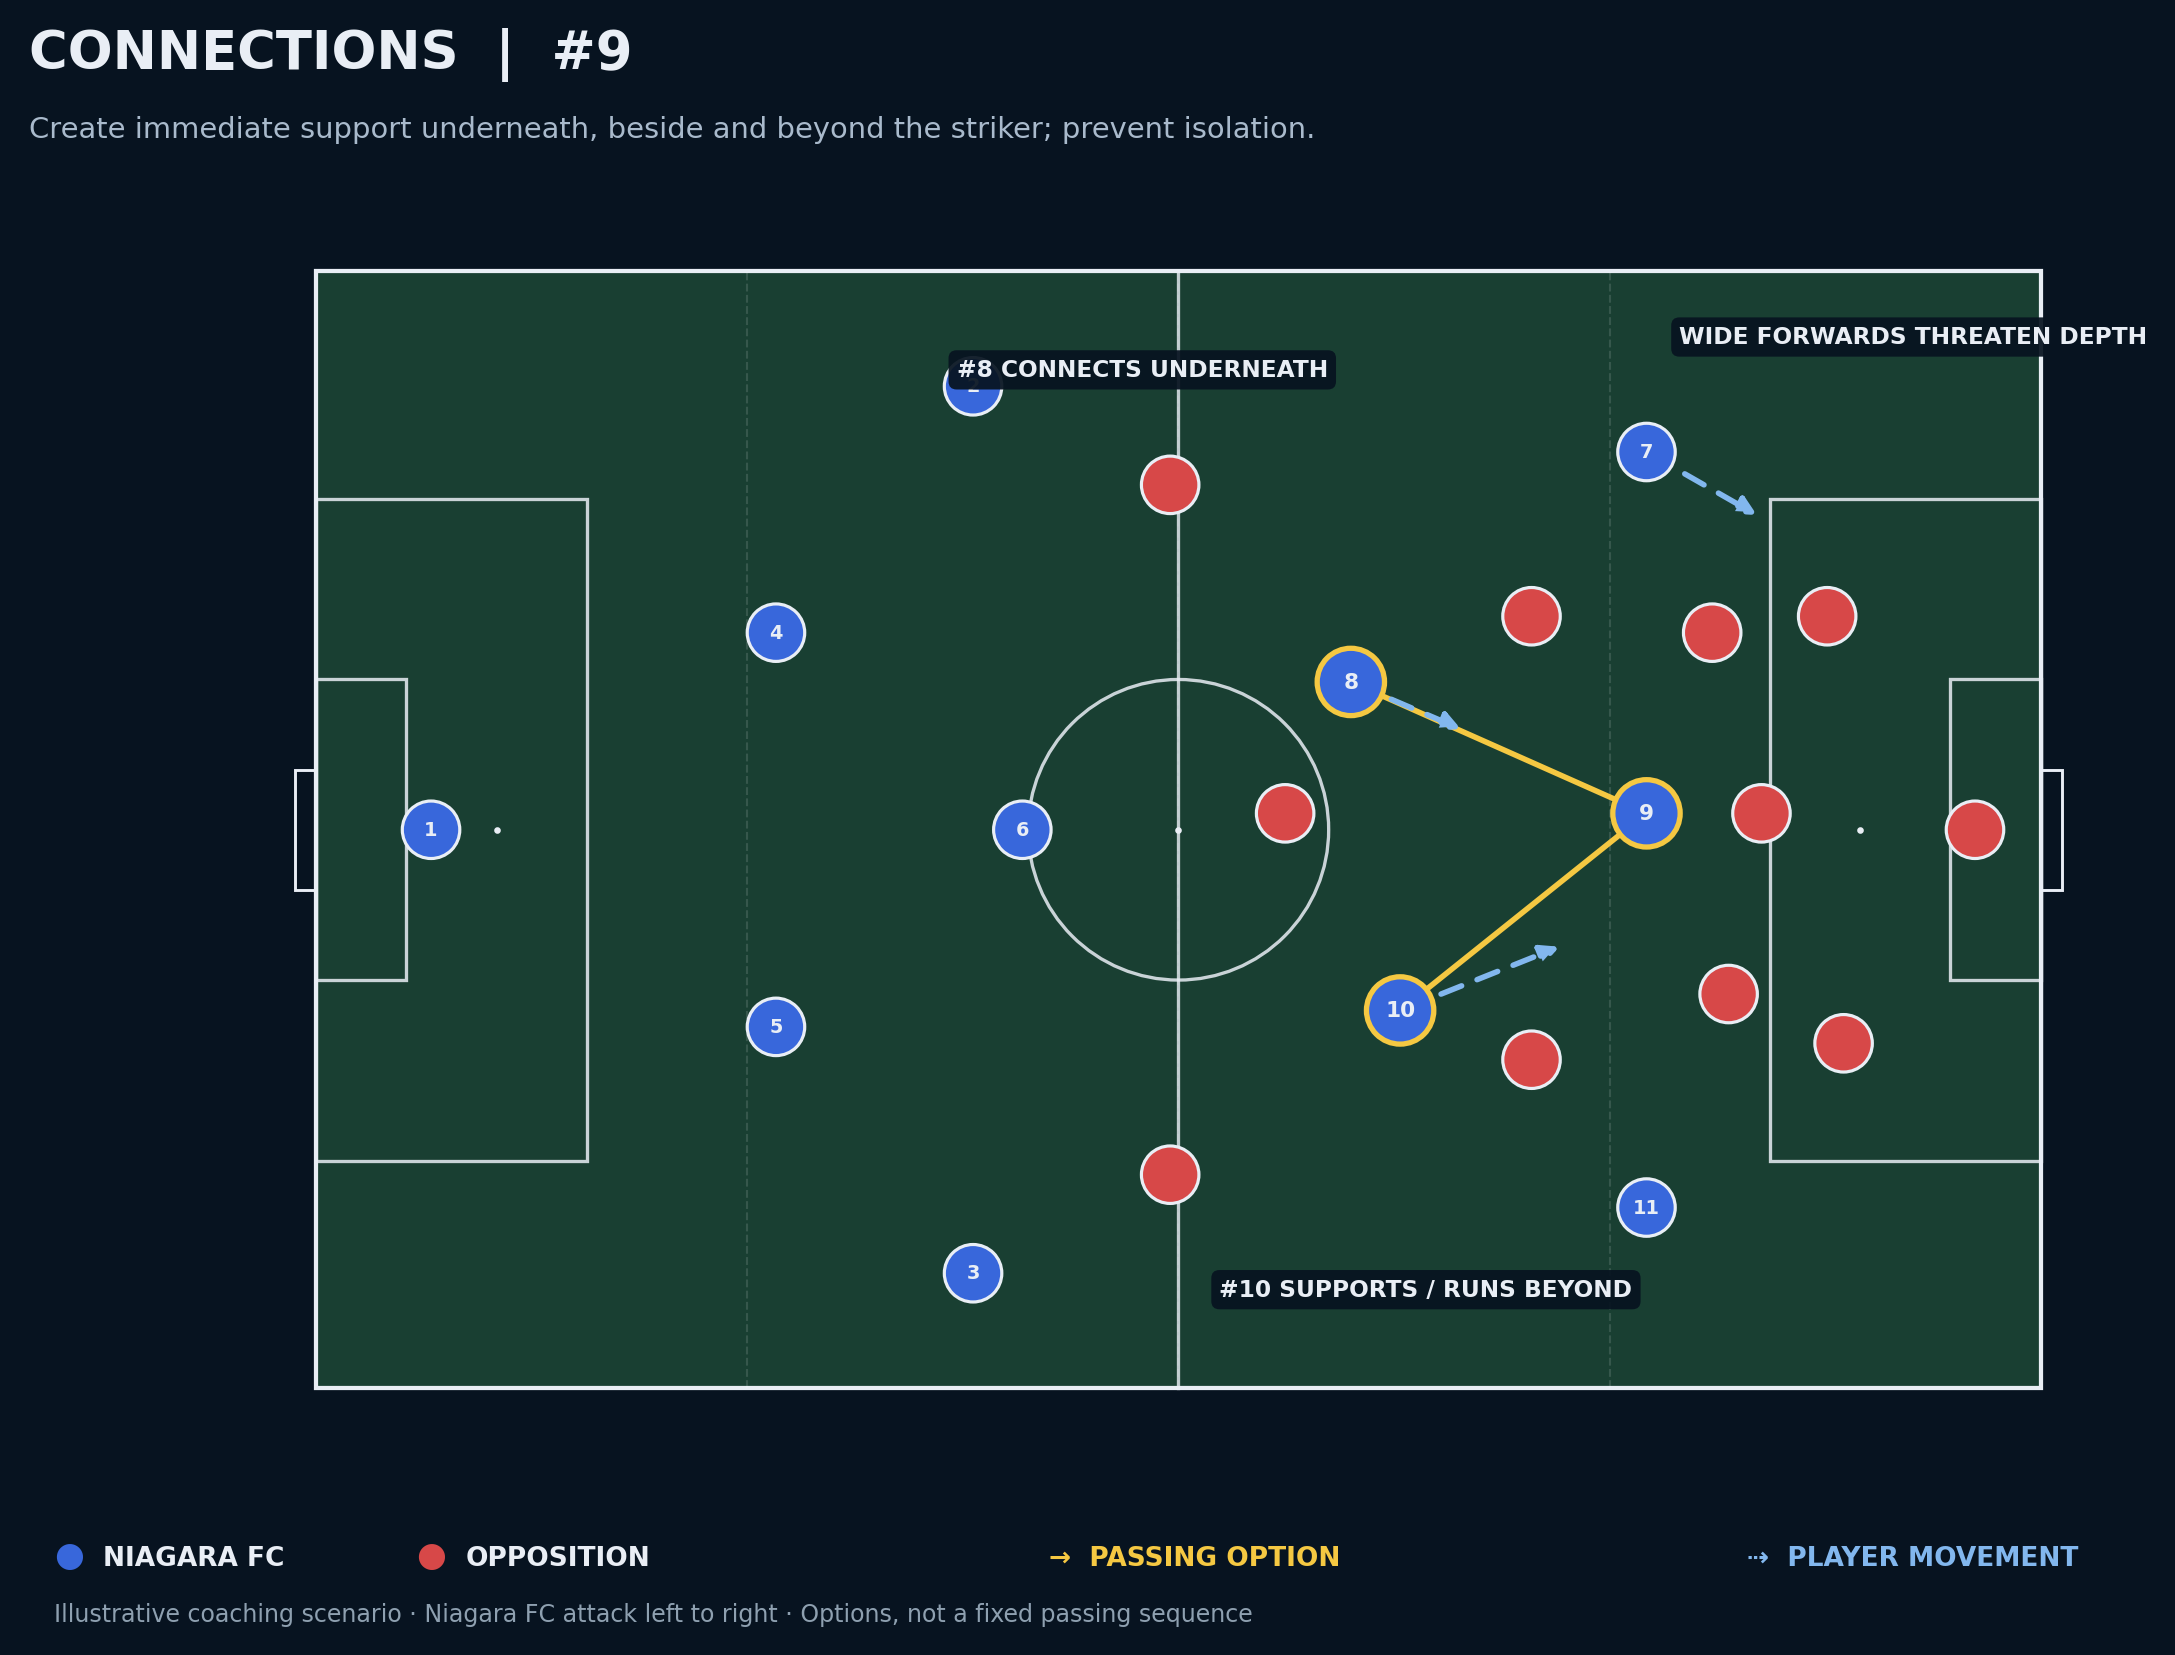 CONNECTIONS | #9
Create immediate support underneath, beside and beyond the striker; prevent isolation.
WIDE FORWARDS THREATEN DEPTH
#8 CONNECTS UNDERNEATH
2
7
4
8
9
1
6
10
5
11
3
#10 SUPPORTS / RUNS BEYOND
NIAGARA FC
OPPOSITION
→ PASSING OPTION
⇢ PLAYER MOVEMENT
Illustrative coaching scenario · Niagara FC attack left to right · Options, not a fixed passing sequence